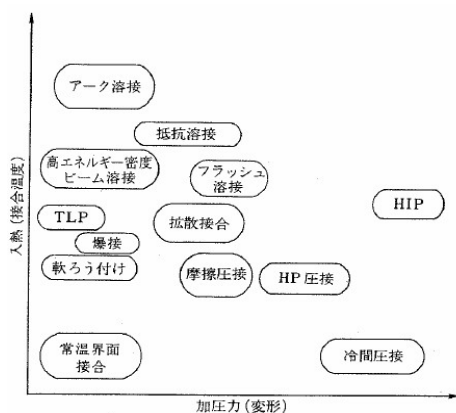 アーク溶接
抵抗溶接
高エネルギー密度
ビーム溶接
フラッシュ
溶接
TLP
拡散接合
HIP
爆接
軟ろう付け
摩擦圧接
HP圧接
常温界面
接合
冷間圧接
入熱(接合温度)
加圧力(変形)